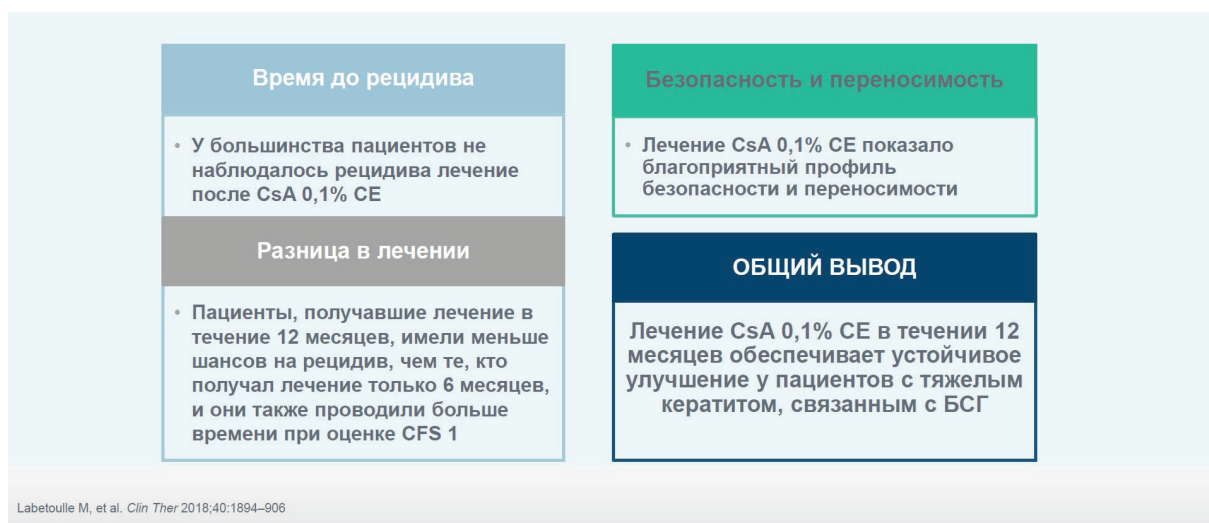 Время до рецидива
• У большинства пациентов не
наблюдалось рецидива лечение
после CsA 0,1% CE
Разница в лечении
• Пациенты, получавшие лечение в
течение 12 месяцев, имели меньше
шансов на рецидив, чем те, кто
получал лечение только 6 месяцев,
и они также проводили больше
времени при оценке CFS 1
Безопасность и переносимость
• Лечение CsA 0,1% CE показало
благоприятный профиль
безопасности и переносимости
ОБЩИЙ ВЫВОД
Лечение CsA 0,1% CE в течении 12
месяцев обеспечивает устойчивое
улучшение у пациентов с тяжелым
кератитом, связанным с БСГ
Labetoulle M, et al. Clin Ther 2018;40:1894–906